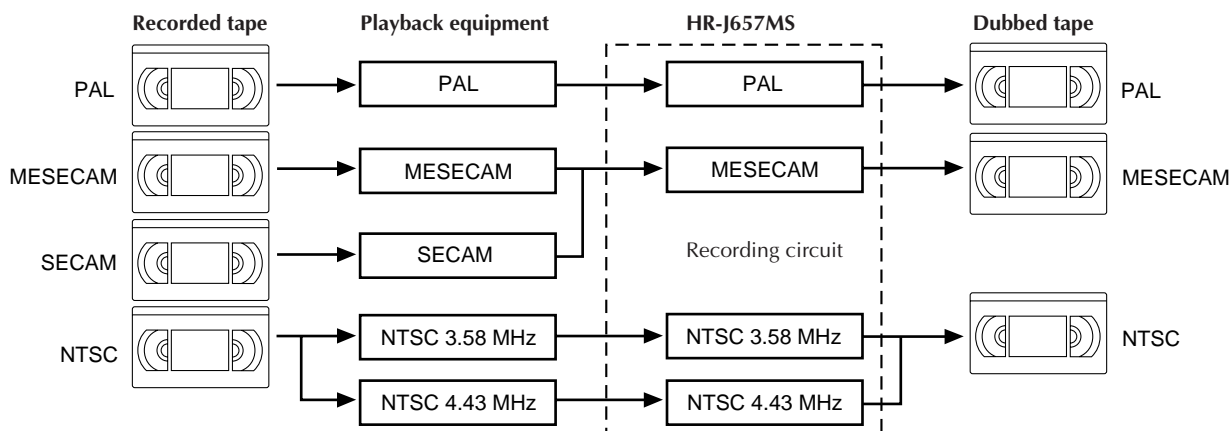 Recorded tape Playback equipment HR-J657MS Dubbed tape
PAL PAL PAL PAL
MESECAM MESECAM MESECAM MESECAM
SECAM SECAM Recording circuit
NTSC NTSC 3.58 MHz NTSC 3.58 MHz NTSC
NTSC 4.43 MHz NTSC 4.43 MHz